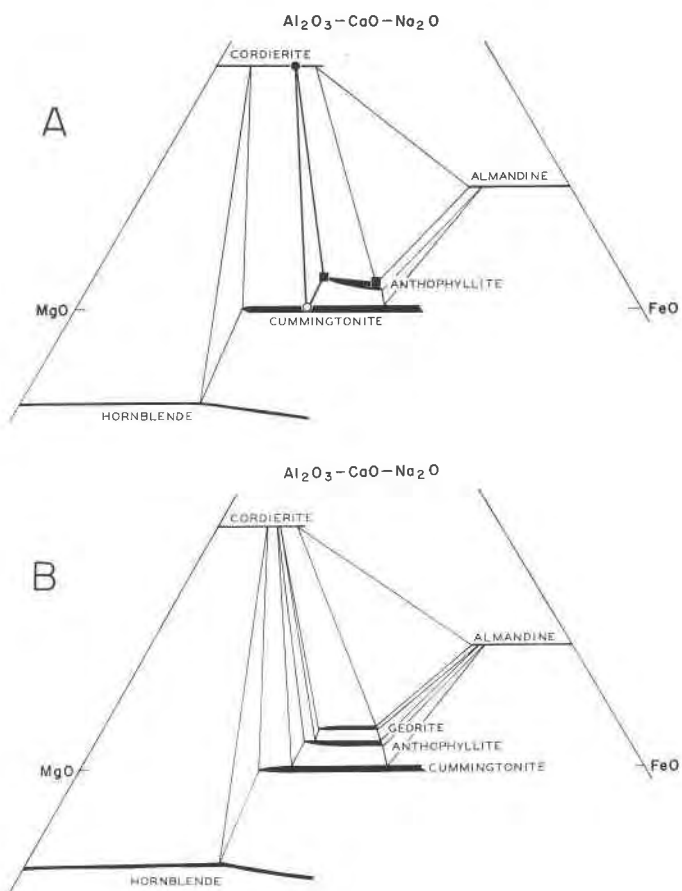 Al₂O₃–CaO–Na₂O
CORDIERITE
A
ALMANDINE
ANTHOPHYLLITE
MgO
FeO
CUMMINGTONITE
HORNBLENDE
Al₂O₃–CaO–Na₂O
CORDIERITE
B
ALMANDINE
GEDRITE
ANTHOPHYLLITE
MgO
CUMMINGTONITE
FeO
HORNBLENDE